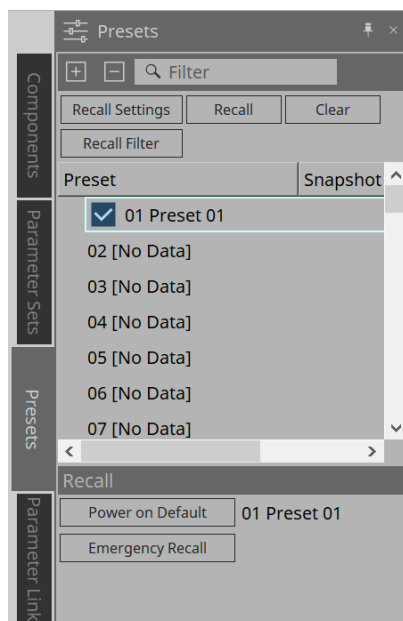 Presets
Filter
Recall Settings
Recall
Clear
Recall Filter
Preset
Snapshot
01 Preset 01
02 [No Data]
03 [No Data]
04 [No Data]
05 [No Data]
06 [No Data]
07 [No Data]
Recall
Power on Default
01 Preset 01
Emergency Recall
Components
Parameter Sets
Presets
Parameter Link